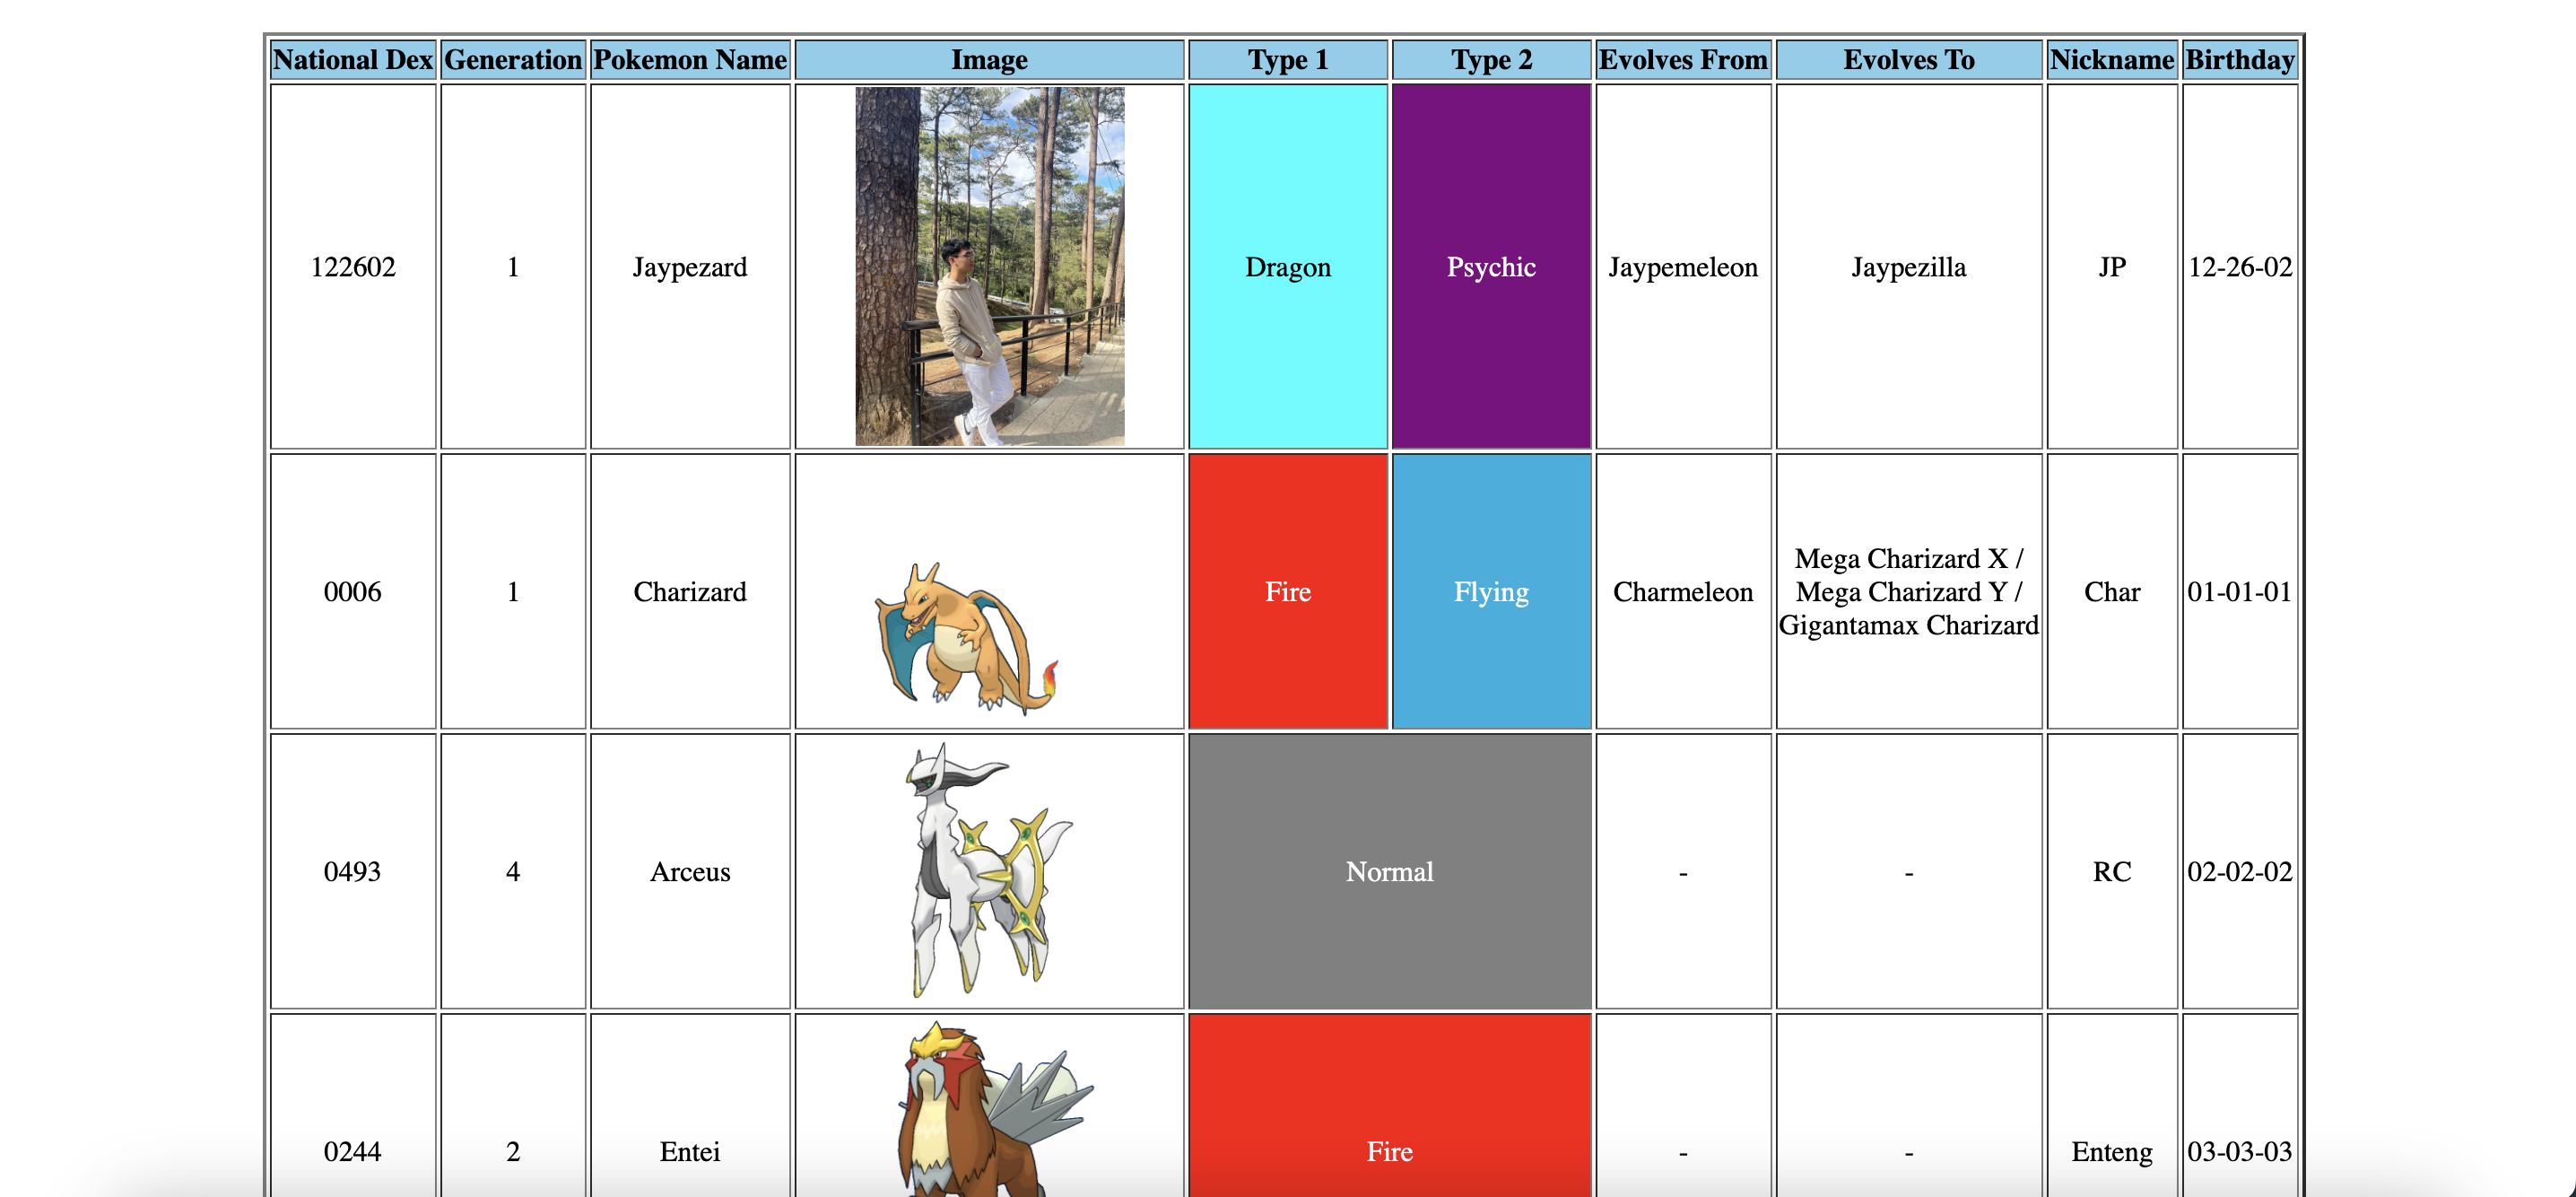 National Dex Generation Pokemon Name Image Type 1 Type 2 Evolves From Evolves To Nickname Birthday
122602 1 Jaypezard Dragon Psychic Jaypemeleon Jaypezilla JP 12-26-02
0006 1 Charizard Fire Flying Charmeleon Mega Charizard X /
Mega Charizard Y /
Gigantamax Charizard Char 01-01-01
0493 4 Arceus Normal - - RC 02-02-02
0244 2 Entei Fire - - Enteng 03-03-03